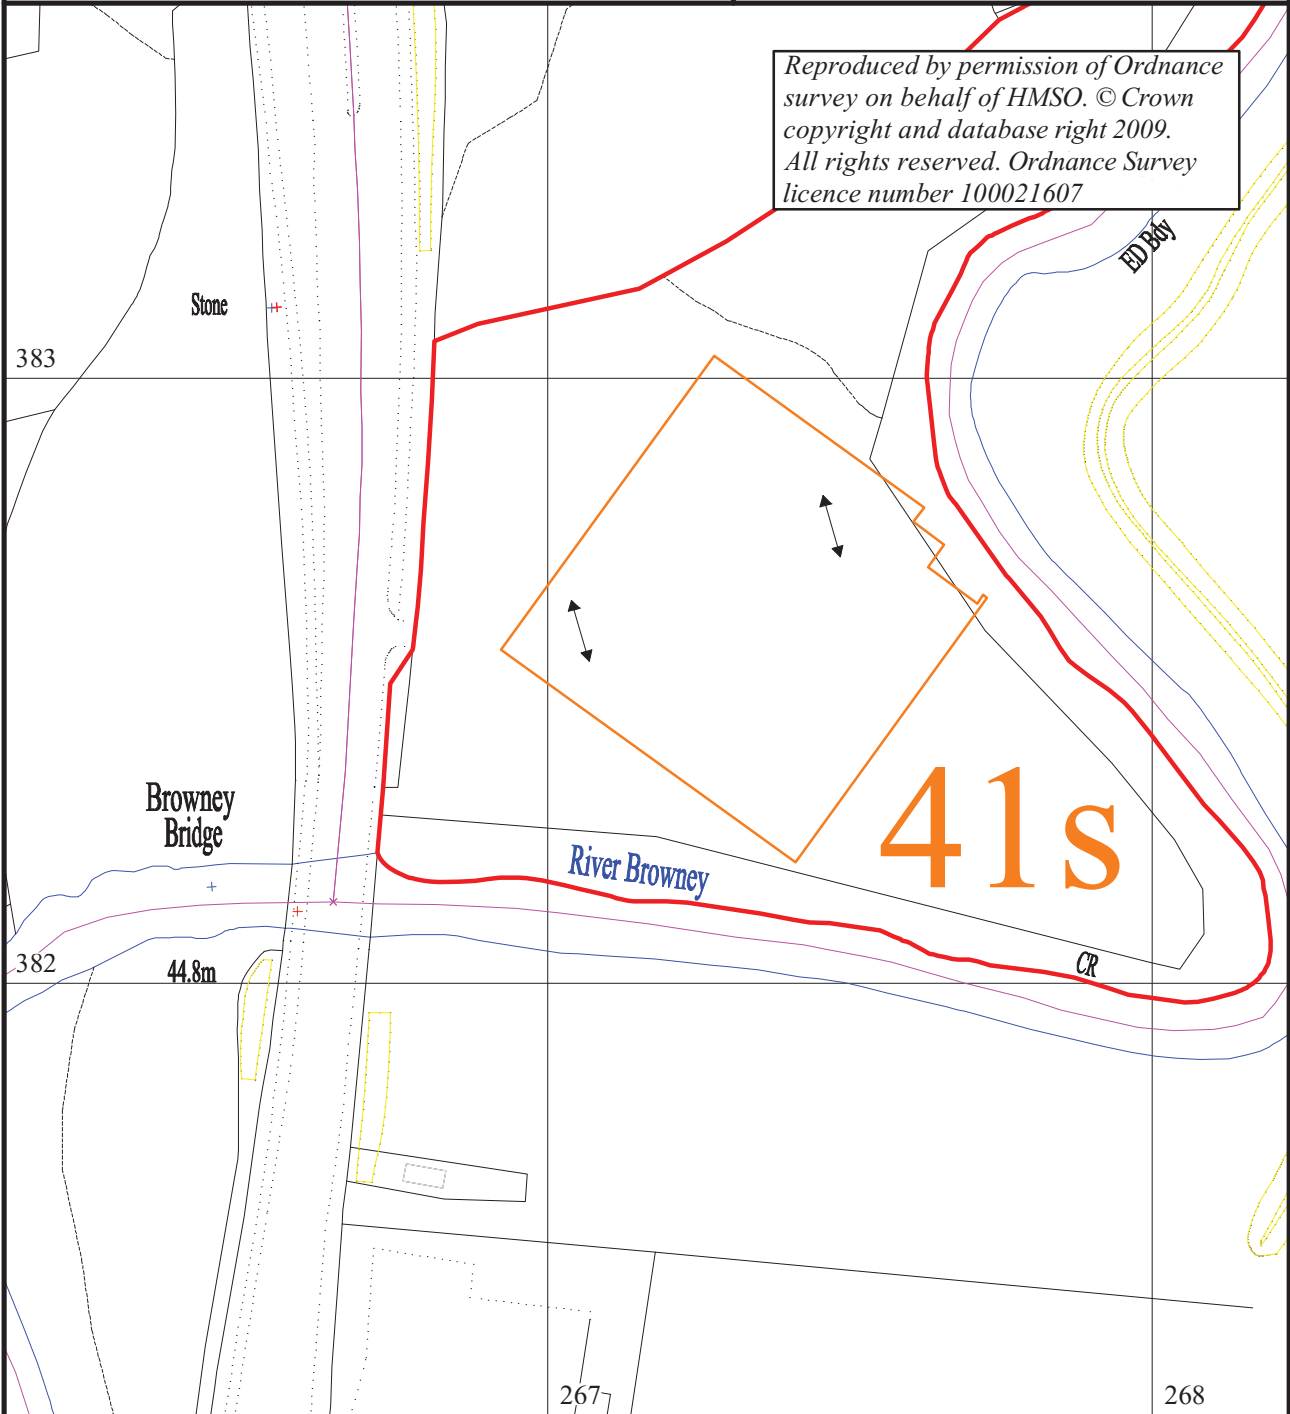 Reproduced by permission of Ordnance
survey on behalf of HMSO. © Crown
copyright and database right 2009.
All rights reserved. Ordnance Survey
licence number 100021607
ED Bdy
Stone
383
Browney
Bridge
41s
River Browney
382
44.8m
CR
267
268